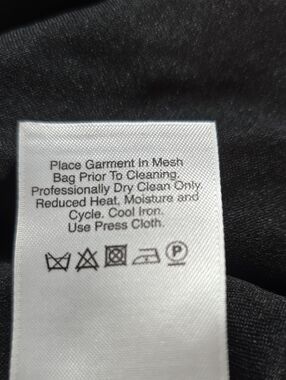 Place Garment In Mesh
Bag Prior To Cleaning.
Professionally Dry Clean Only
Reduced Heat, Moisture and
Cycle. Cool Iron.
Use Press Cloth.
P